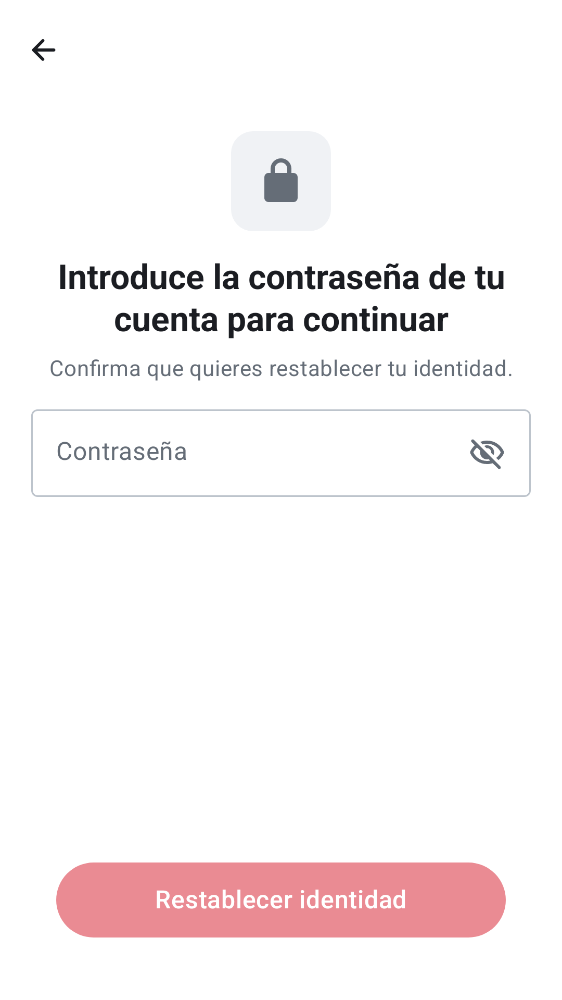 Introduce la contraseña de tu
cuenta para continuar
Confirma que quieres restablecer tu identidad.
Contraseña
Restablecer identidad